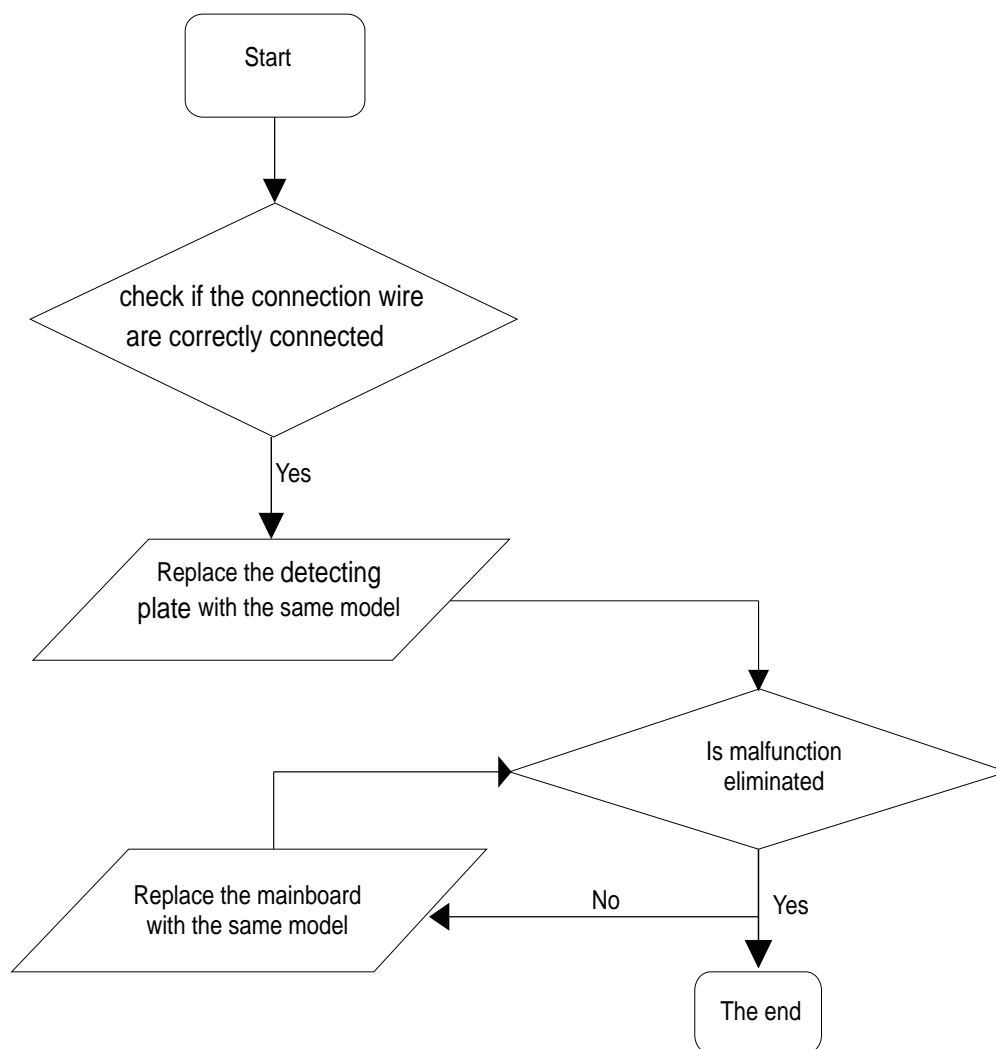 Start
check if the connection wire
are correctly connected
Yes
Replace the detecting
plate with the same model
Is malfunction
eliminated
Replace the mainboard
with the same model
No
Yes
The end